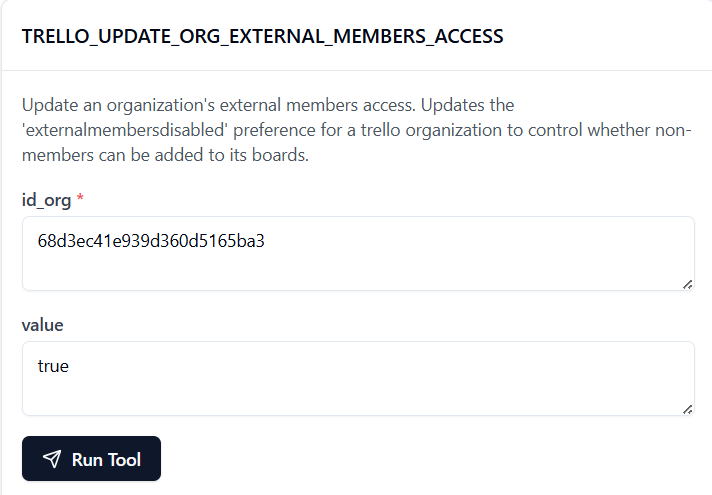 TRELLO_UPDATE_ORG_EXTERNAL_MEMBERS_ACCESS
Update an organization's external members access. Updates the
'externalmembersdisabled' preference for a trello organization to control whether non-
members can be added to its boards.
id_org *
68d3ec41e939d360d5165ba3
value
true
Run Tool